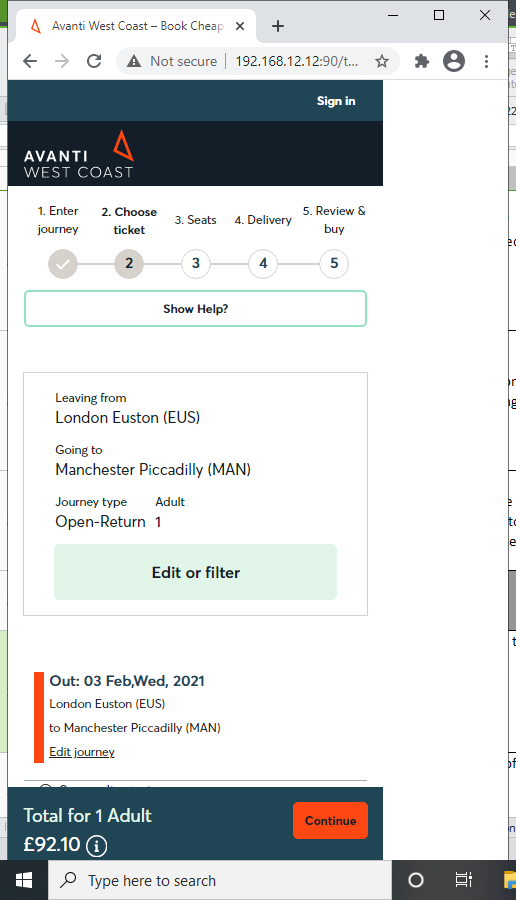 Avanti West Coast – Book Cheap
Not secure | 192.168.12.12:90/t...
Sign in
AVANTI
WEST COAST
1. Enter journey
2. Choose ticket
3. Seats
4. Delivery
5. Review & buy
2
3
4
5
Show Help?
Leaving from
London Euston (EUS)
Going to
Manchester Piccadilly (MAN)
Journey type Adult
Open-Return 1
Edit or filter
Out: 03 Feb,Wed, 2021
London Euston (EUS)
to Manchester Piccadilly (MAN)
Edit journey
Total for 1 Adult
£92.10
Continue
Type here to search